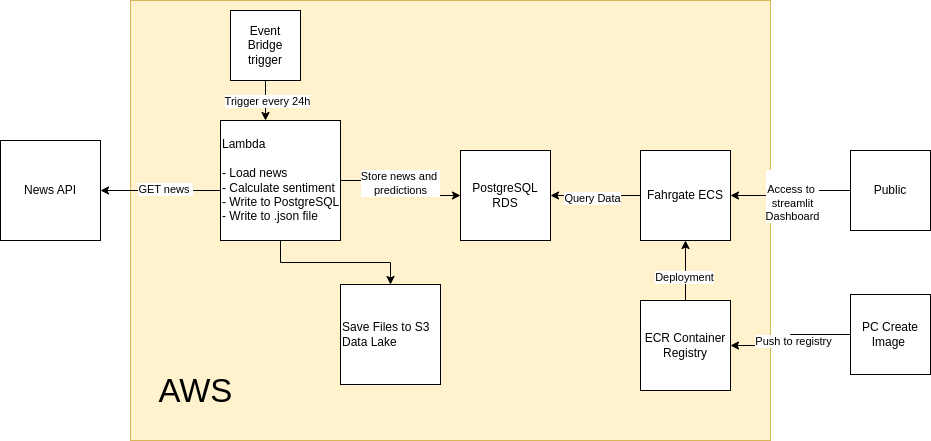 Event
Bridge
trigger
Trigger every 24h
Lambda
- Load news
- Calculate sentiment
- Write to PostgreSQL
- Write to .json file
News API
GET news
Store news and
predictions
PostgreSQL
RDS
Query Data
Fahrgate ECS
Access to
streamlit
Dashboard
Public
Deployment
Save Files to S3
Data Lake
ECR Container
Registry
Push to registry
PC Create
Image
AWS